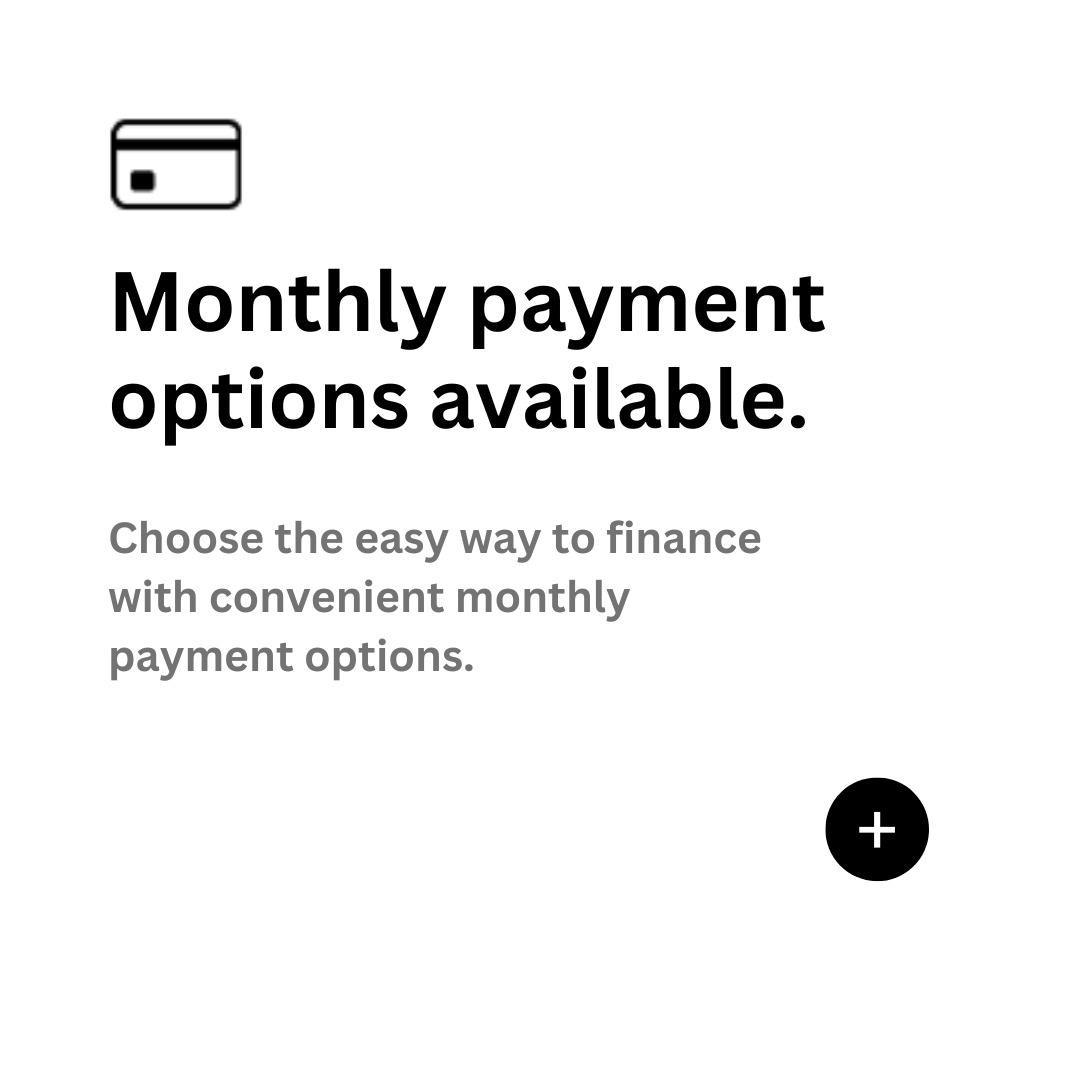 Monthly payment
options available.
Choose the easy way to finance
with convenient monthly
payment options.
+